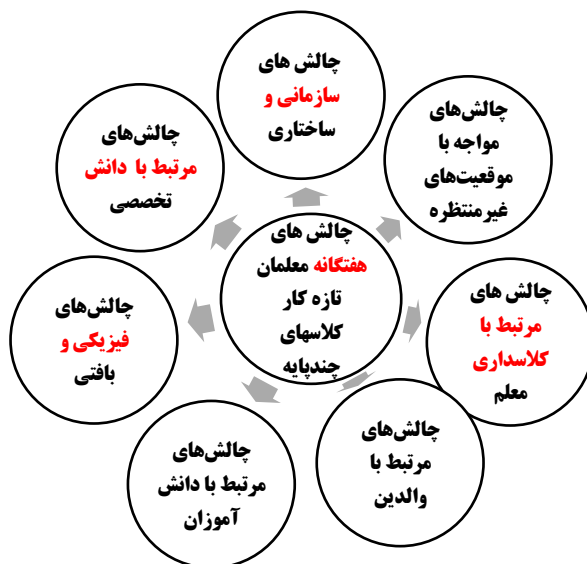 چالش های
سازمانی و
ساختاری
چالش‌های
مواجه با
موقعیت‌های
غیرمنتظره
چالش‌های
مرتبط با دانش
تخصصی
چالش های
هفتگانه معلمان
تازه کار
کلاسهای
چندپایه
چالش های
مرتبط با
کلاسداری
معلم
چالش‌های
فیزیکی و
بافتی
چالش‌های
مرتبط با
والدین
چالش‌های
مرتبط با دانش
آموزان